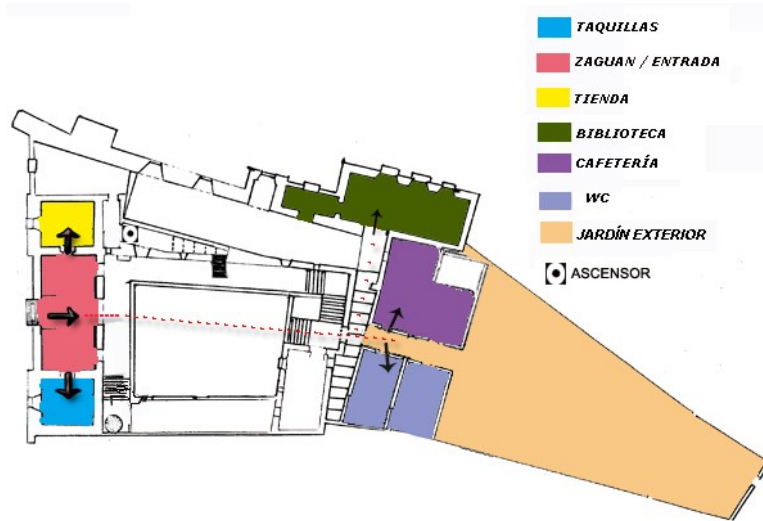 TAQUILLAS
ZAGUAN / ENTRADA
TIENDA
BIBLIOTECA
CAFETERÍA
WC
JARDÍN EXTERIOR
ASCENSOR